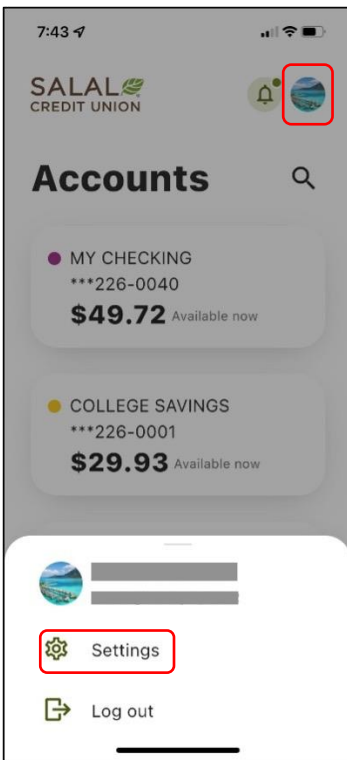 7:43
SALAL
CREDIT UNION
Accounts
MY CHECKING
***226-0040
$49.72 Available now
COLLEGE SAVINGS
***226-0001
$29.93 Available now
Settings
Log out